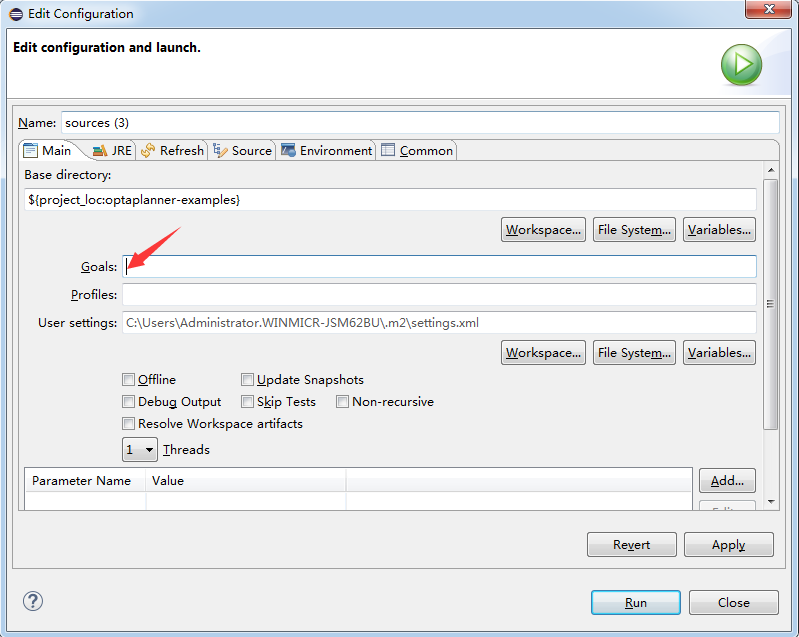 Edit Configuration
Edit configuration and launch.
Name: sources (3)
Main JRE Refresh Source Environment Common
Base directory:
${project_loc:optaplanner-examples}
Workspace... File System... Variables...
Goals:
Profiles:
User settings: C:\Users\Administrator.WINMICR-JSM62BU\.m2\settings.xml
Workspace... File System... Variables...
Offline Update Snapshots
Debug Output Skip Tests Non-recursive
Resolve Workspace artifacts
1 Threads
Parameter Name Value Add...
Revert Apply
? Run Close